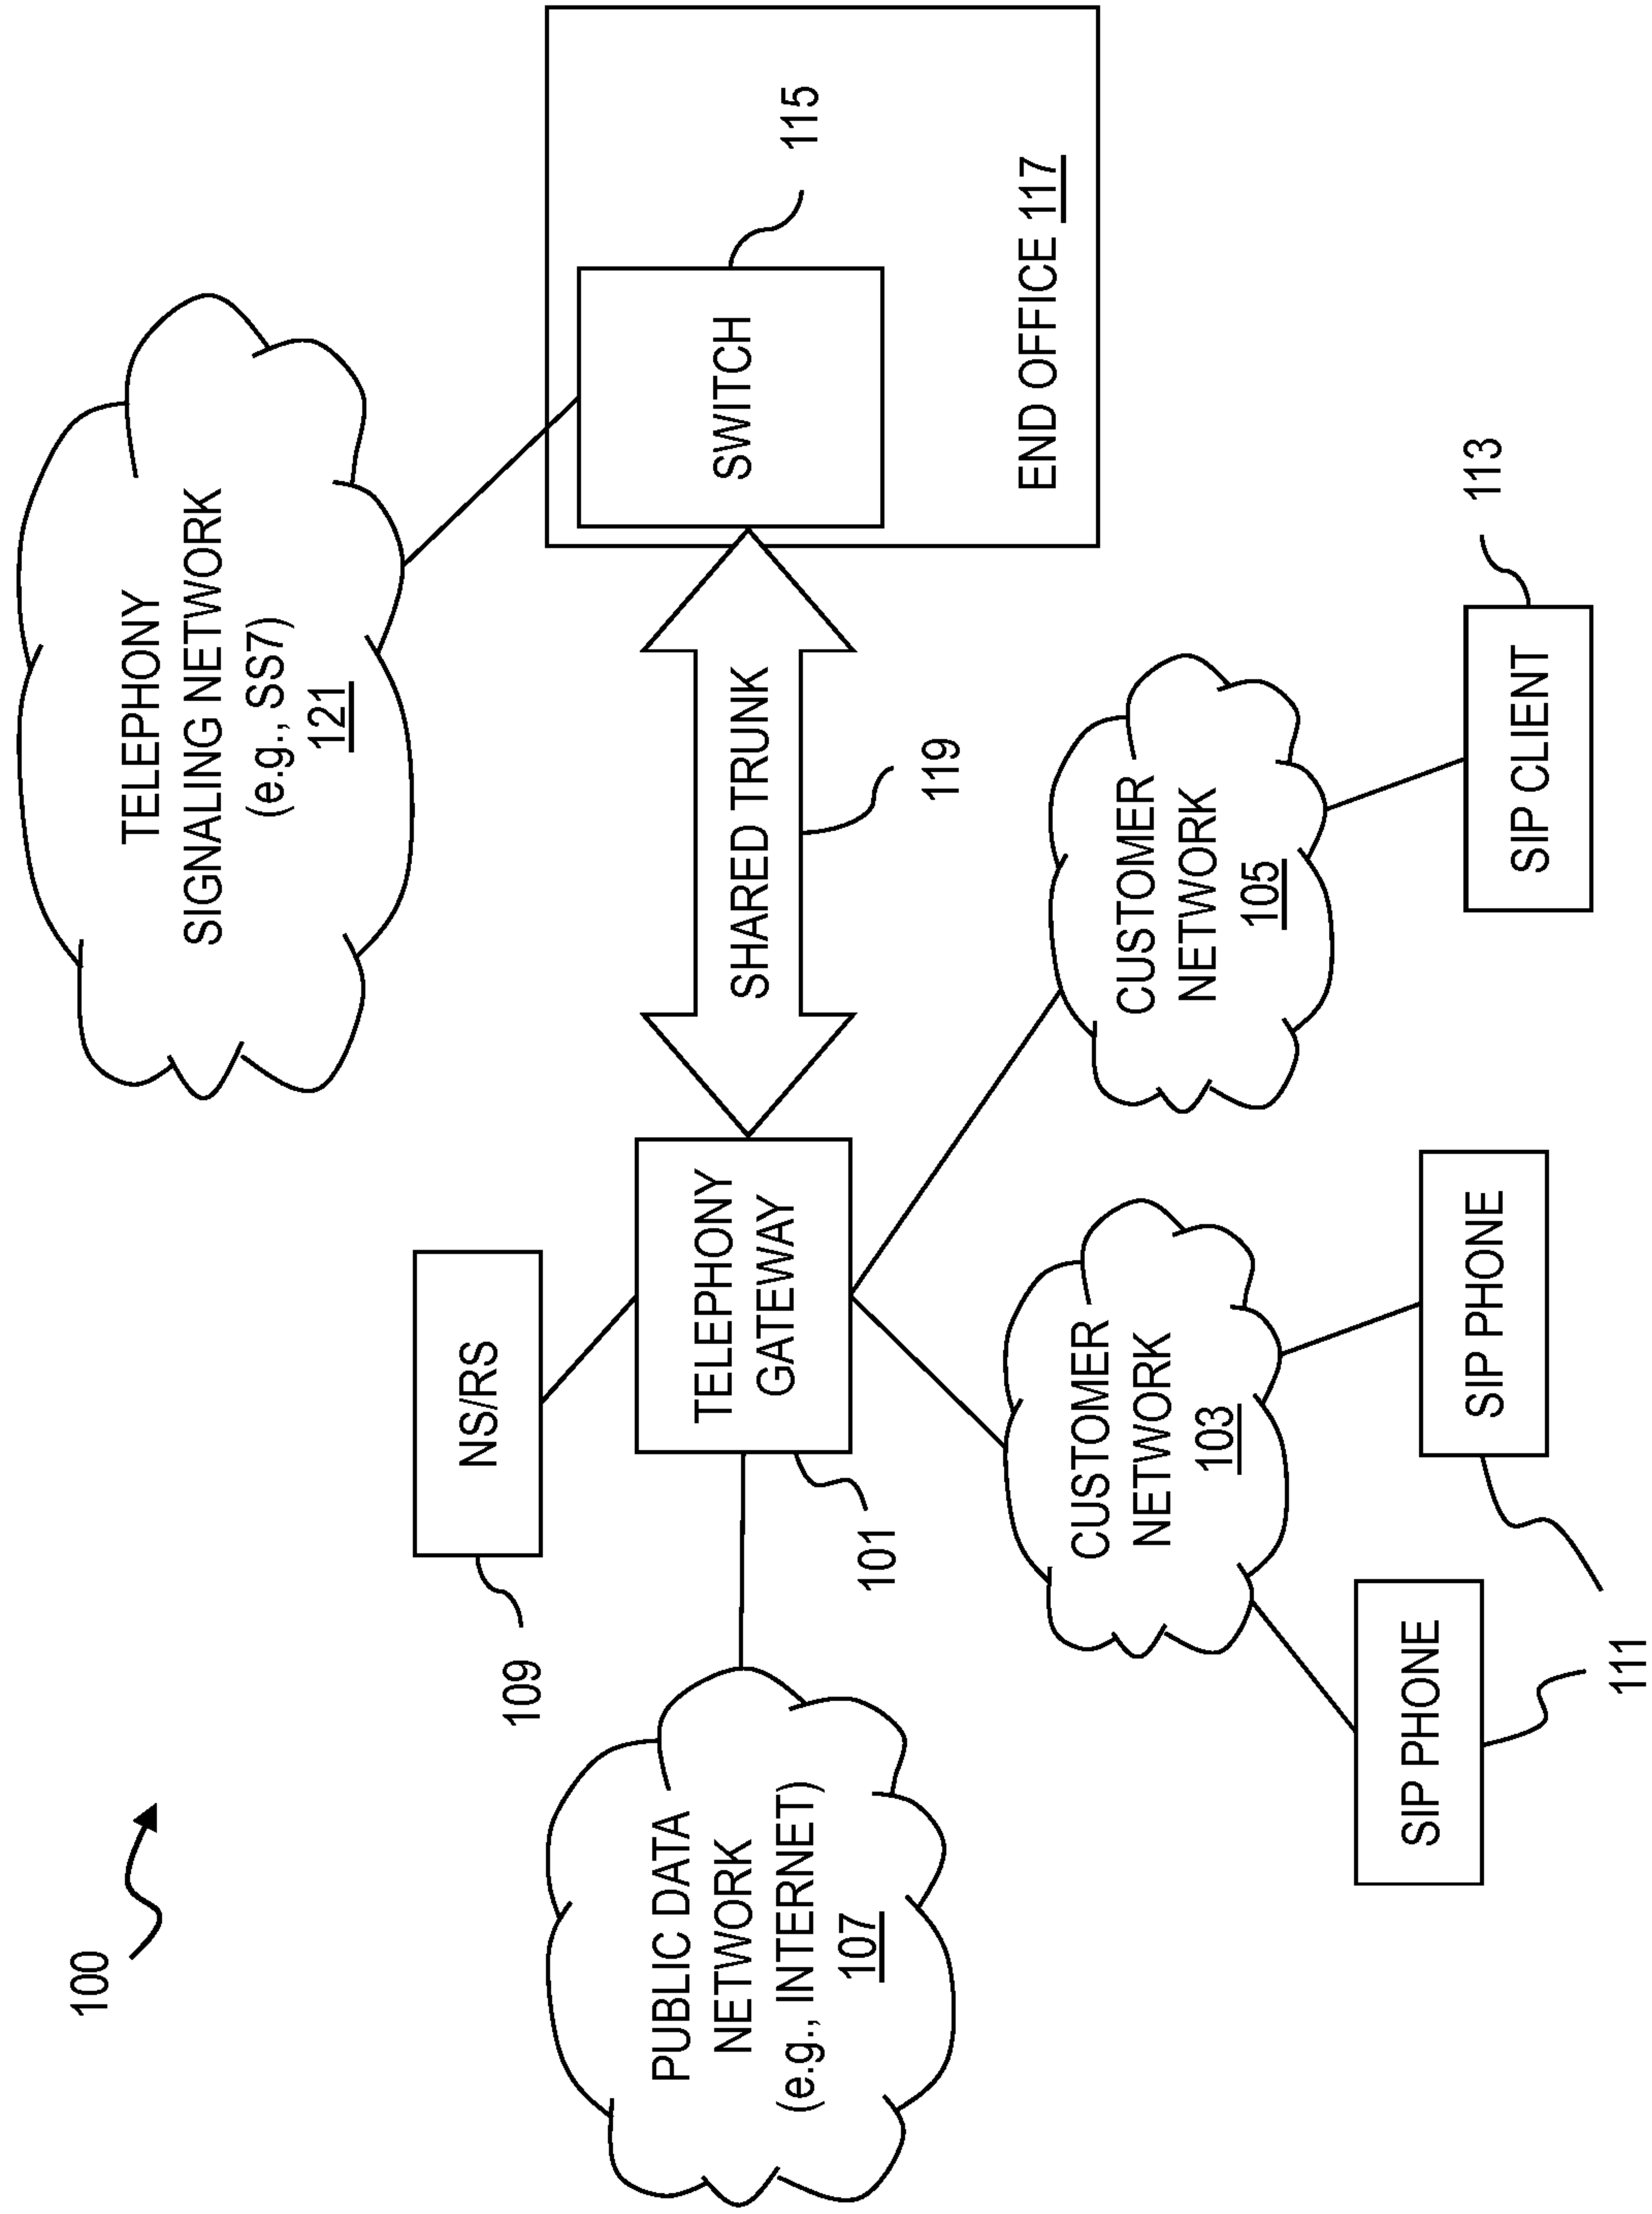 100
TELEPHONY
SIGNALING NETWORK
(e.g., SS7)
121
NS/RS
109
PUBLIC DATA
NETWORK
(e.g., INTERNET)
107
TELEPHONY
GATEWAY
101
SHARED TRUNK
119
SWITCH
115
END OFFICE 117
CUSTOMER
NETWORK
103
CUSTOMER
NETWORK
105
SIP PHONE
SIP PHONE
111
SIP CLIENT
113